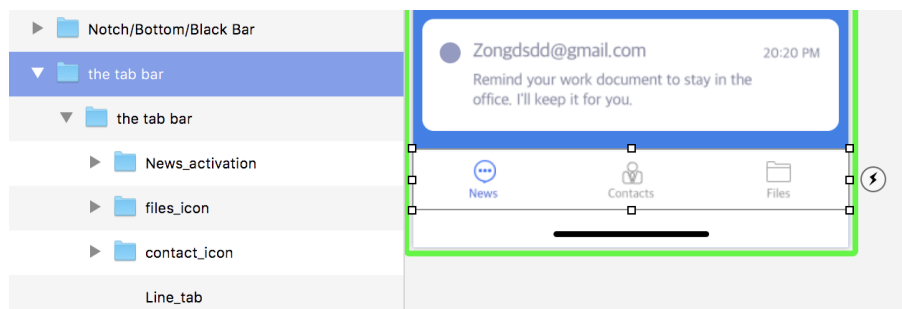 Notch/Bottom/Black Bar
the tab bar
the tab bar
News_activation
files_icon
contact_icon
Line_tab
Zongdsdd@gmail.com
20:20 PM
Remind your work document to stay in the
office. I'll keep it for you.
News
Contacts
Files